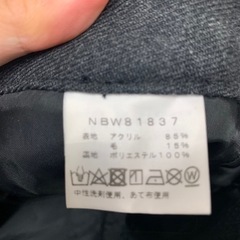 NBW81837
表地 アクリル 85%
毛 15%
裏地 ポリエステル100%
中性洗剤使用、あて布使用